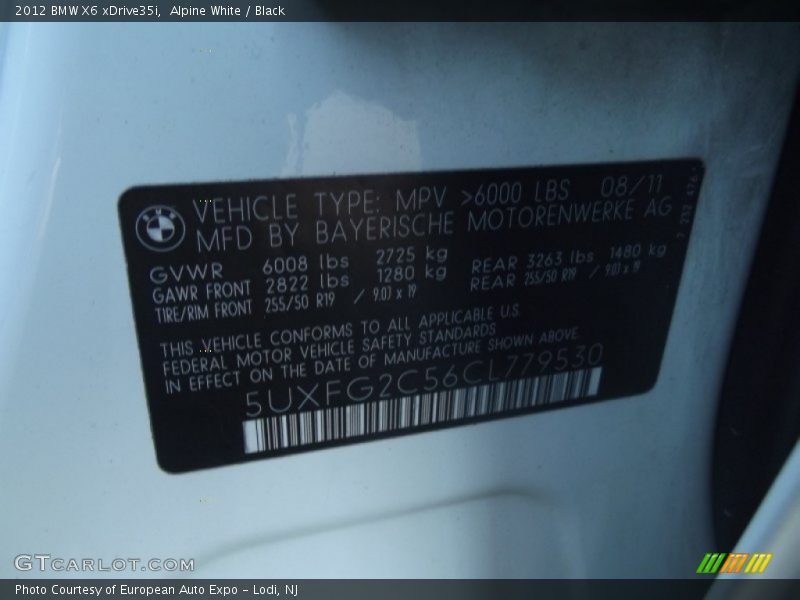 2012 BMW X6 xDrive35i, Alpine White / Black
BMW
VEHICLE TYPE: MPV >6000 LBS 08/11
MFD BY BAYERISCHE MOTORENWERKE AG
GVWR 6008 lbs 2725 kg
GAWR FRONT 2822 lbs 1280 kg REAR 3263 lbs 1480 kg
TIRE/RIM FRONT 255/50 R19 / 9.0J x 19 REAR 255/50 R19 / 9.0J x 19
THIS VEHICLE CONFORMS TO ALL APPLICABLE U.S.
FEDERAL MOTOR VEHICLE SAFETY STANDARDS
IN EFFECT ON THE DATE OF MANUFACTURE SHOWN ABOVE
5UXFG2C56CL779530
GTCARLOT.COM
Photo Courtesy of European Auto Expo - Lodi, NJ